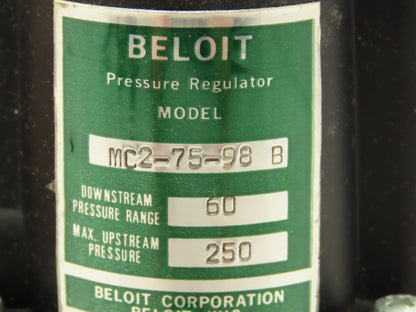 BELOIT
Pressure Regulator
MODEL
MC2-75-98 B
DOWNSTREAM
PRESSURE RANGE
60
MAX. UPSTREAM
PRESSURE
250
BELOIT CORPORATION